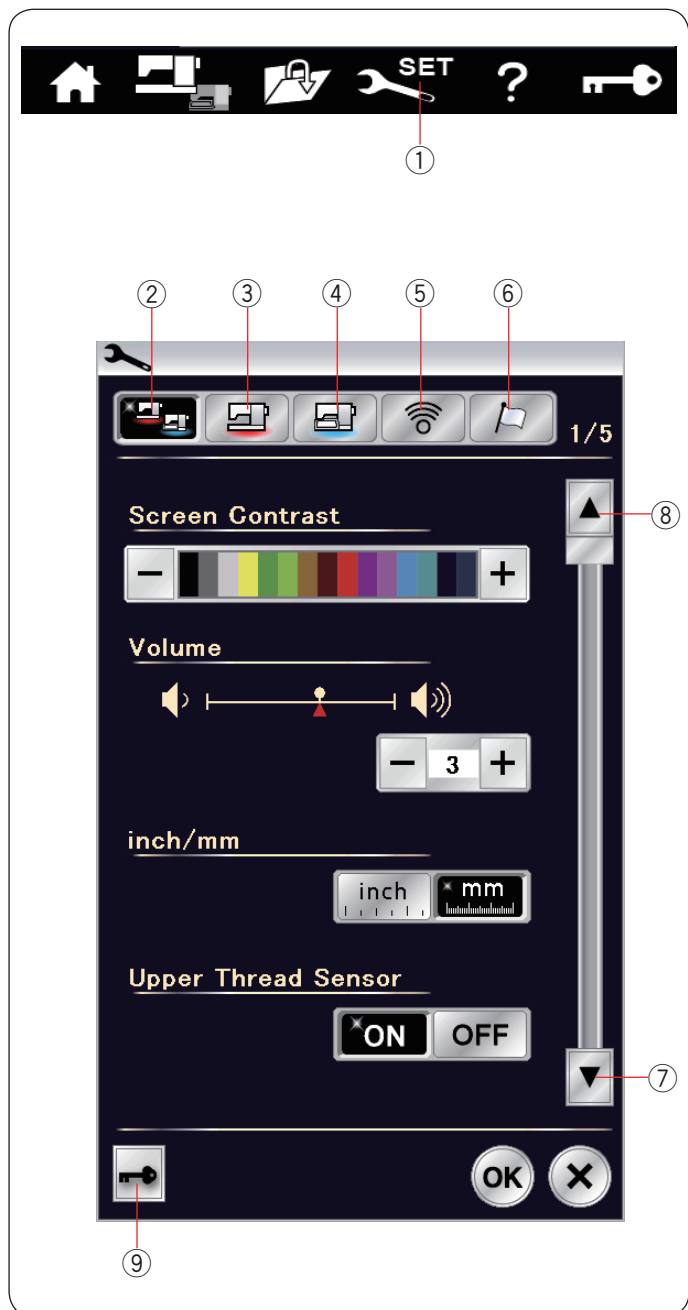 SET ?
①
② ③ ④ ⑤ ⑥
1/5
Screen Contrast
⑧
− +
Volume
− 3 +
inch/mm
inch mm
Upper Thread Sensor
ON OFF
⑦
OK ×
⑨